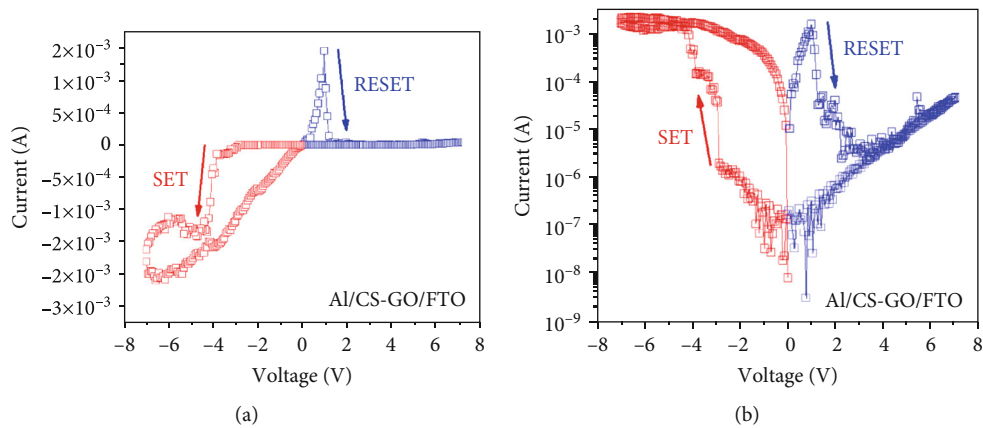 2×10⁻³
1×10⁻³
5×10⁻⁴
0
−5×10⁻⁴
−1×10⁻³
−2×10⁻³
−2×10⁻³
−3×10⁻³
Current (A)
RESET
SET
Al/CS-GO/FTO
−8 −6 −4 −2 0 2 4 6 8
Voltage (V)
(a)
10⁻³
10⁻⁴
10⁻⁵
10⁻⁶
10⁻⁷
10⁻⁸
10⁻⁹
Current (A)
RESET
SET
Al/CS-GO/FTO
−8 −6 −4 −2 0 2 4 6 8
Voltage (V)
(b)